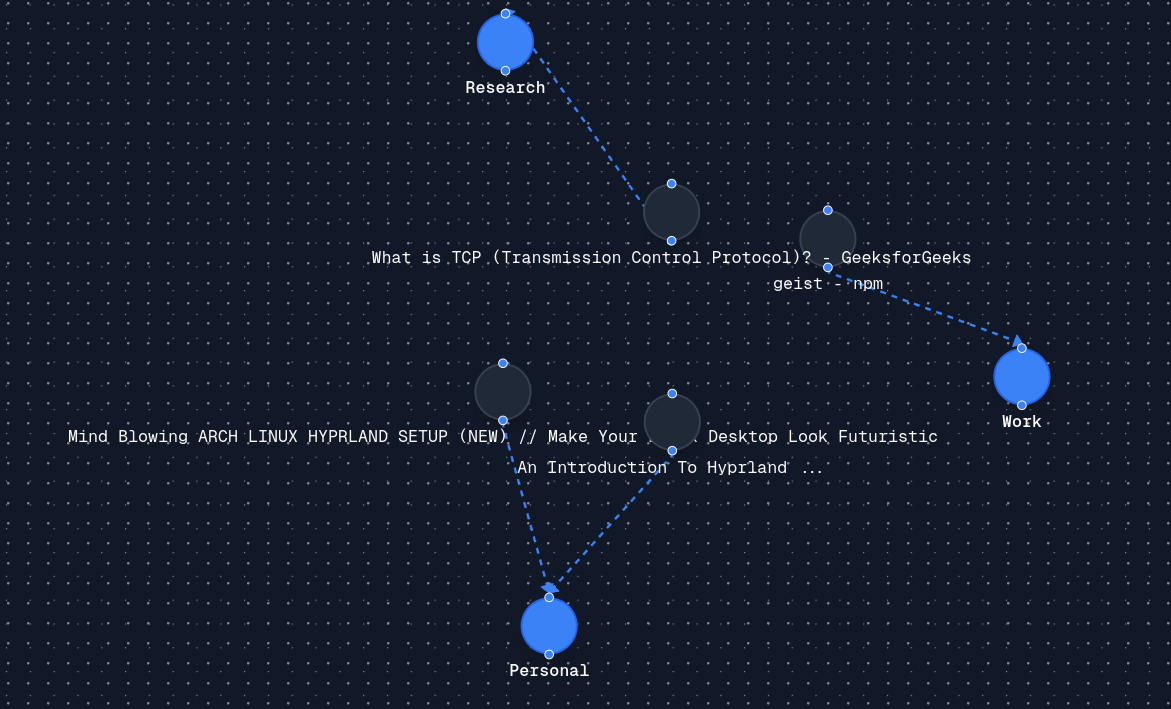 Research
What is TCP (Transmission Control Protocol)? - GeeksforGeeks
geist - npm
Work
Mind Blowing ARCH LINUX HYPRLAND SETUP (NEW) // Make Your Desktop Look Futuristic
An Introduction To Hyprland ...
Personal